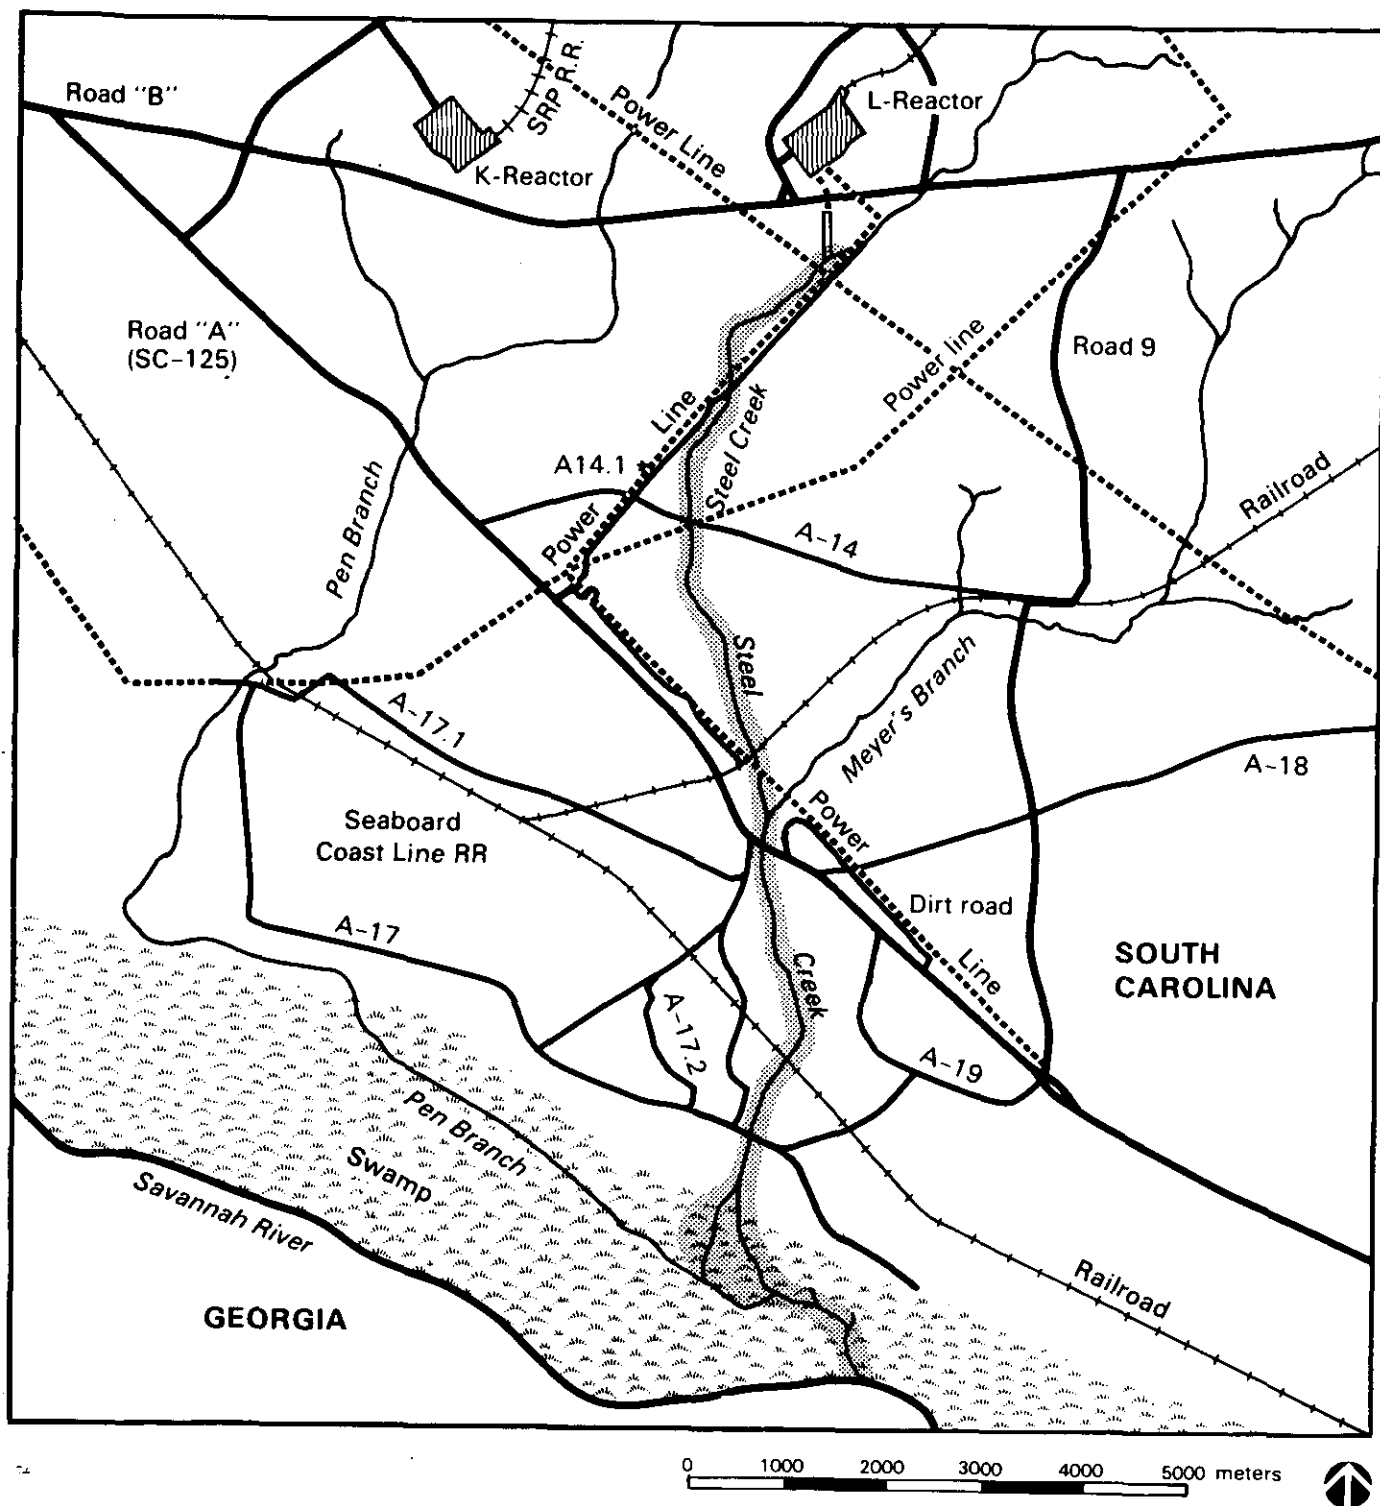 Road "B"
SRP R.R.
Power Line
L-Reactor
K-Reactor
Road "A"
(SC-125)
Road 9
Power line
Line
Steel Creek
A14.1
Pen Branch
Power
A-14
Railroad
Steel
Meyer's Branch
A-17.1
A-18
Power
Seaboard
Coast Line RR
Dirt road
A-17
Line
SOUTH
CAROLINA
Creek
A-17.2
A-19
Pen Branch
Swamp
Savannah River
Railroad
GEORGIA
0 1000 2000 3000 4000 5000 meters